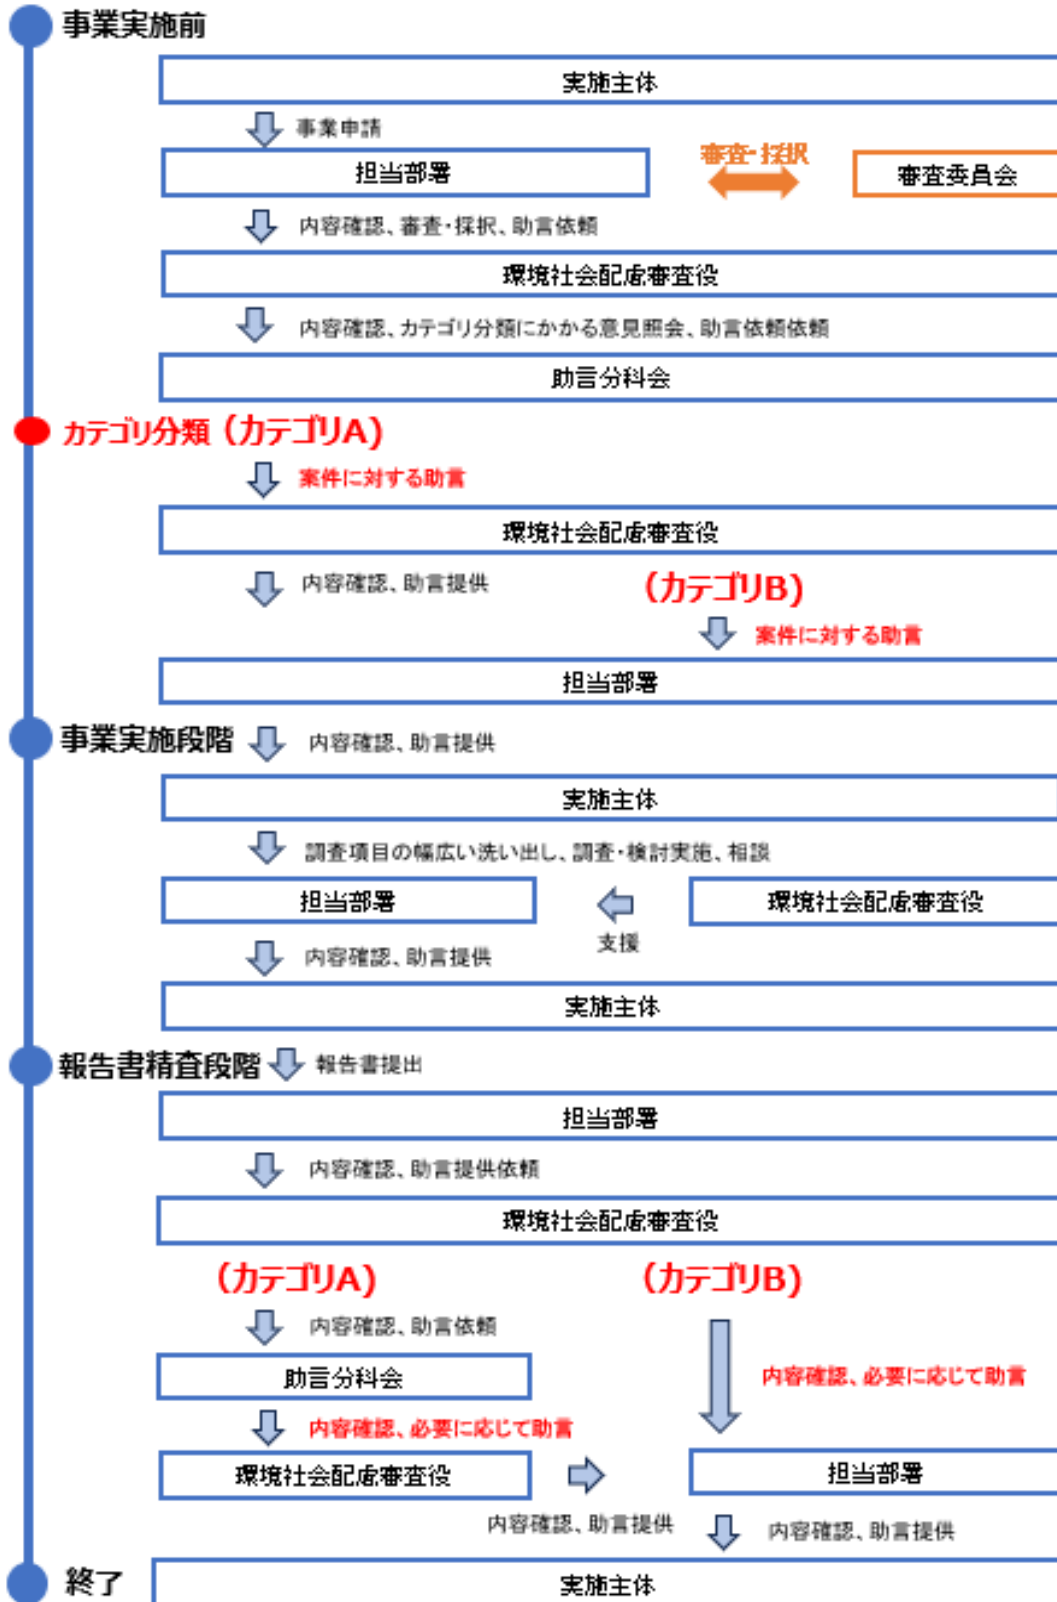 事業実施前
実施主体
事業申請
担当部署
審査・採択
審査委員会
内容確認、審査・採択、助言依頼
環境社会配慮審査役
内容確認、カテゴリ分類にかかる意見照会、助言依頼依頼
助言分科会
カテゴリ分類（カテゴリA)
案件に対する助言
環境社会配慮審査役
内容確認、助言提供
（カテゴリB)
案件に対する助言
担当部署
事業実施段階
内容確認、助言提供
実施主体
調査項目の幅広い洗い出し、調査・検討実施、相談
担当部署
支援
環境社会配慮審査役
内容確認、助言提供
実施主体
報告書精査段階
報告書提出
担当部署
内容確認、助言提供依頼
環境社会配慮審査役
（カテゴリA)
（カテゴリB)
内容確認、助言依頼
助言分科会
内容確認、必要に応じて助言
内容確認、必要に応じて助言
環境社会配慮審査役
担当部署
内容確認、助言提供
内容確認、助言提供
終了
実施主体